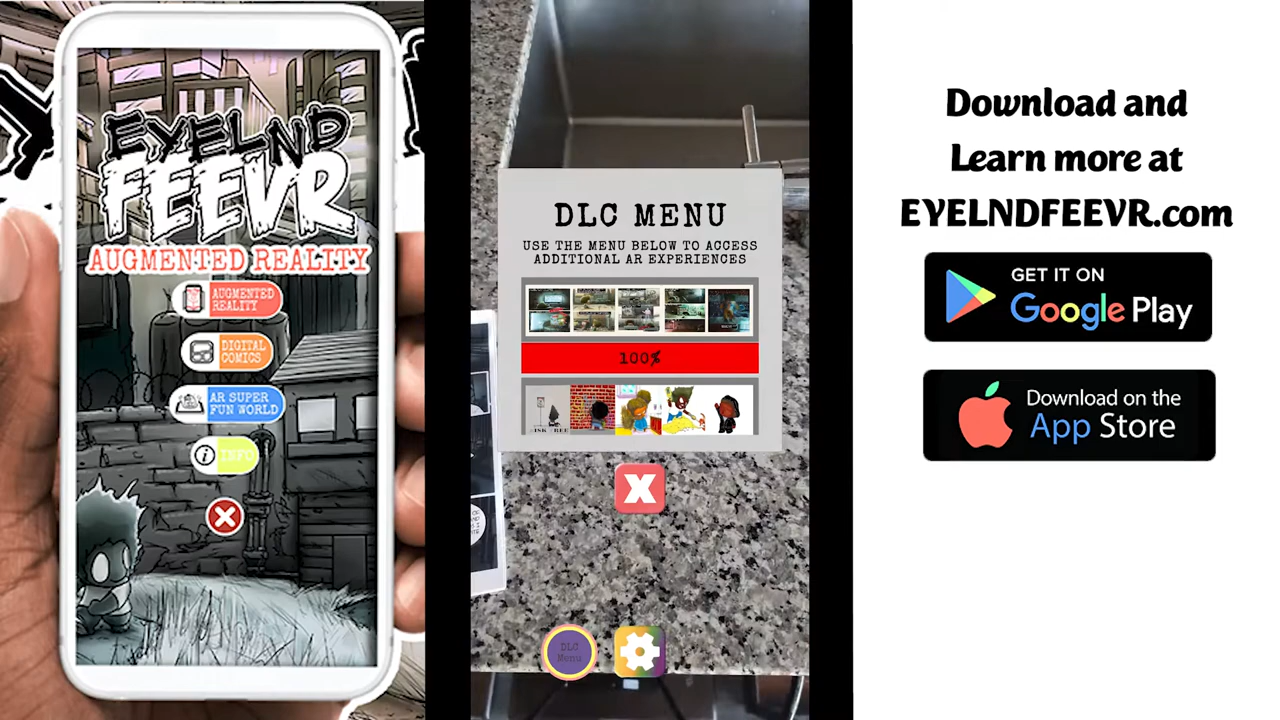 EYELND
FEEVR
AUGMENTED REALITY
AUGMENTED
REALITY
DIGITAL
COMICS
AR SUPER
FUN WORLD
INFO
DLC MENU
USE THE MENU BELOW TO ACCESS
ADDITIONAL AR EXPERIENCES
100%
DLC
Menu
Download and
Learn more at
EYELNDFEEVR.com
GET IT ON
Google Play
Download on the
App Store